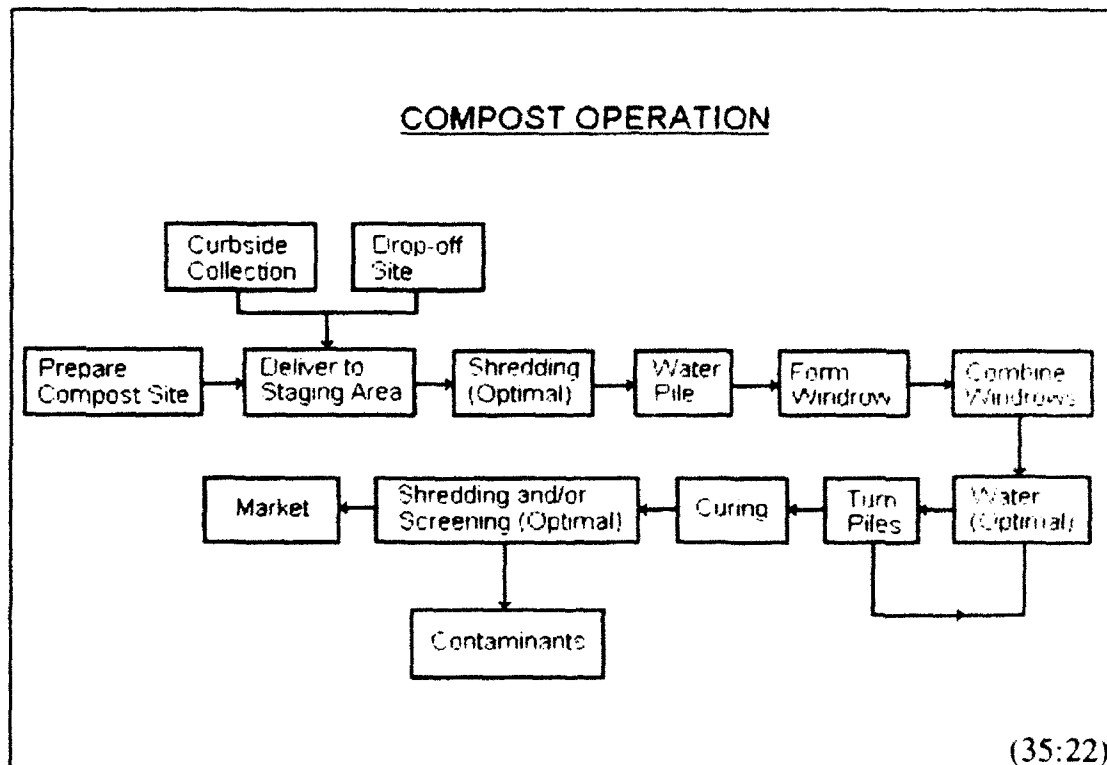 COMPOST OPERATION
Curbside
Collection
Drop-off
Site
Prepare
Compost Site
Deliver to
Staging Area
Shredding
(Optimal)
Water
Pile
Form
Windrow
Combine
Windrows
Market
Shredding and/or
Screening (Optimal)
Curing
Turn
Piles
Water
(Optimal)
Contaminants
(35:22)